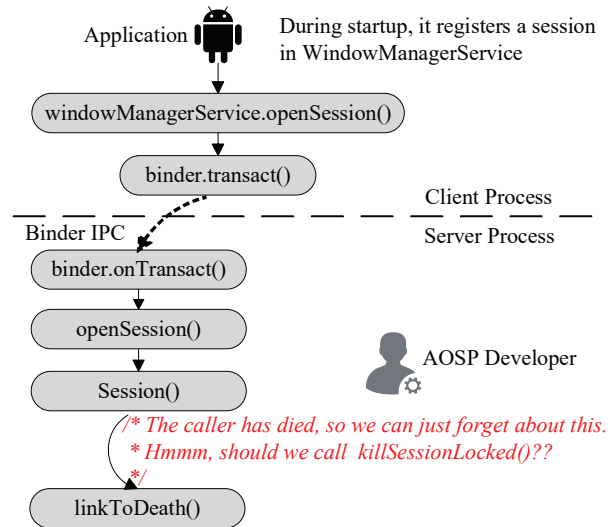 Application
During startup, it registers a session
in WindowManagerService
windowManagerService.openSession()
binder.transact()
Client Process
Binder IPC
Server Process
binder.onTransact()
openSession()
AOSP Developer
Session()
/* The caller has died, so we can just forget about this.
* Hmmm, should we call killSessionLocked()??
*/
linkToDeath()